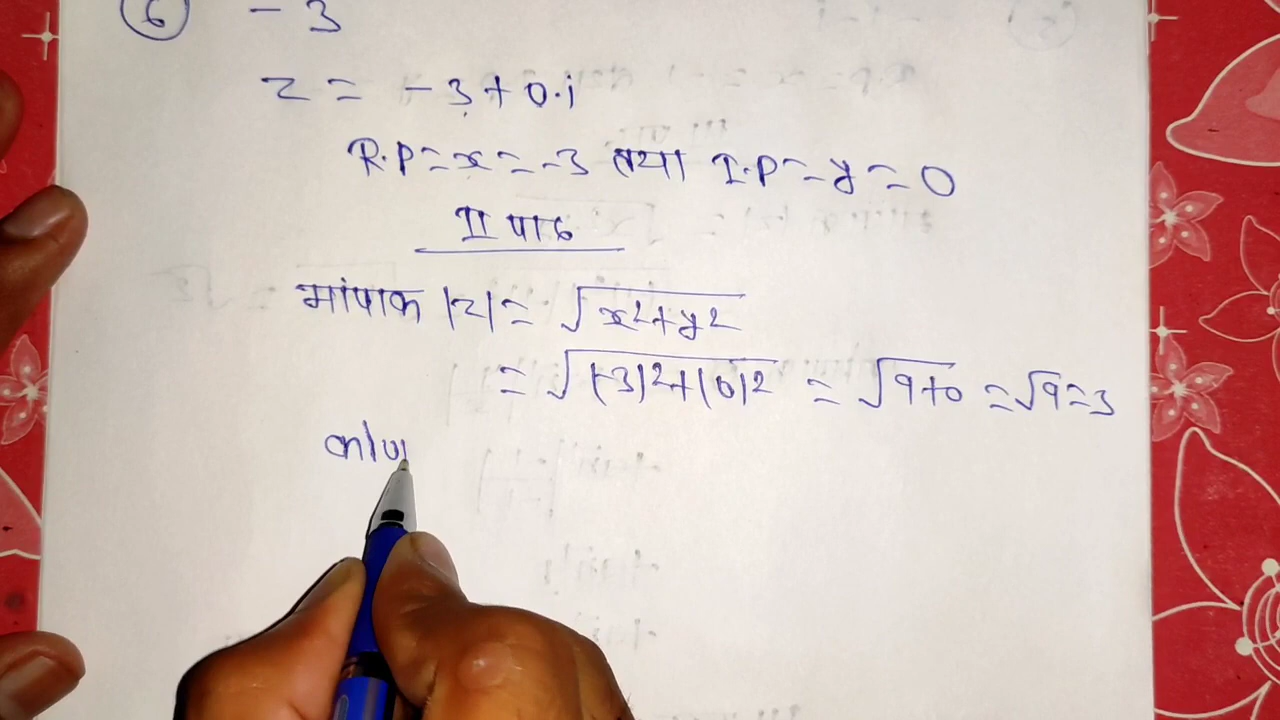 ⑥ - 3
z = - 3 + 0.i
R.P = x = -3 तथा I.P = y = 0
II पाद
मांपाक |z| = √x²+y²
= √(-3)²+(0)² = √9+0 = √9 = 3